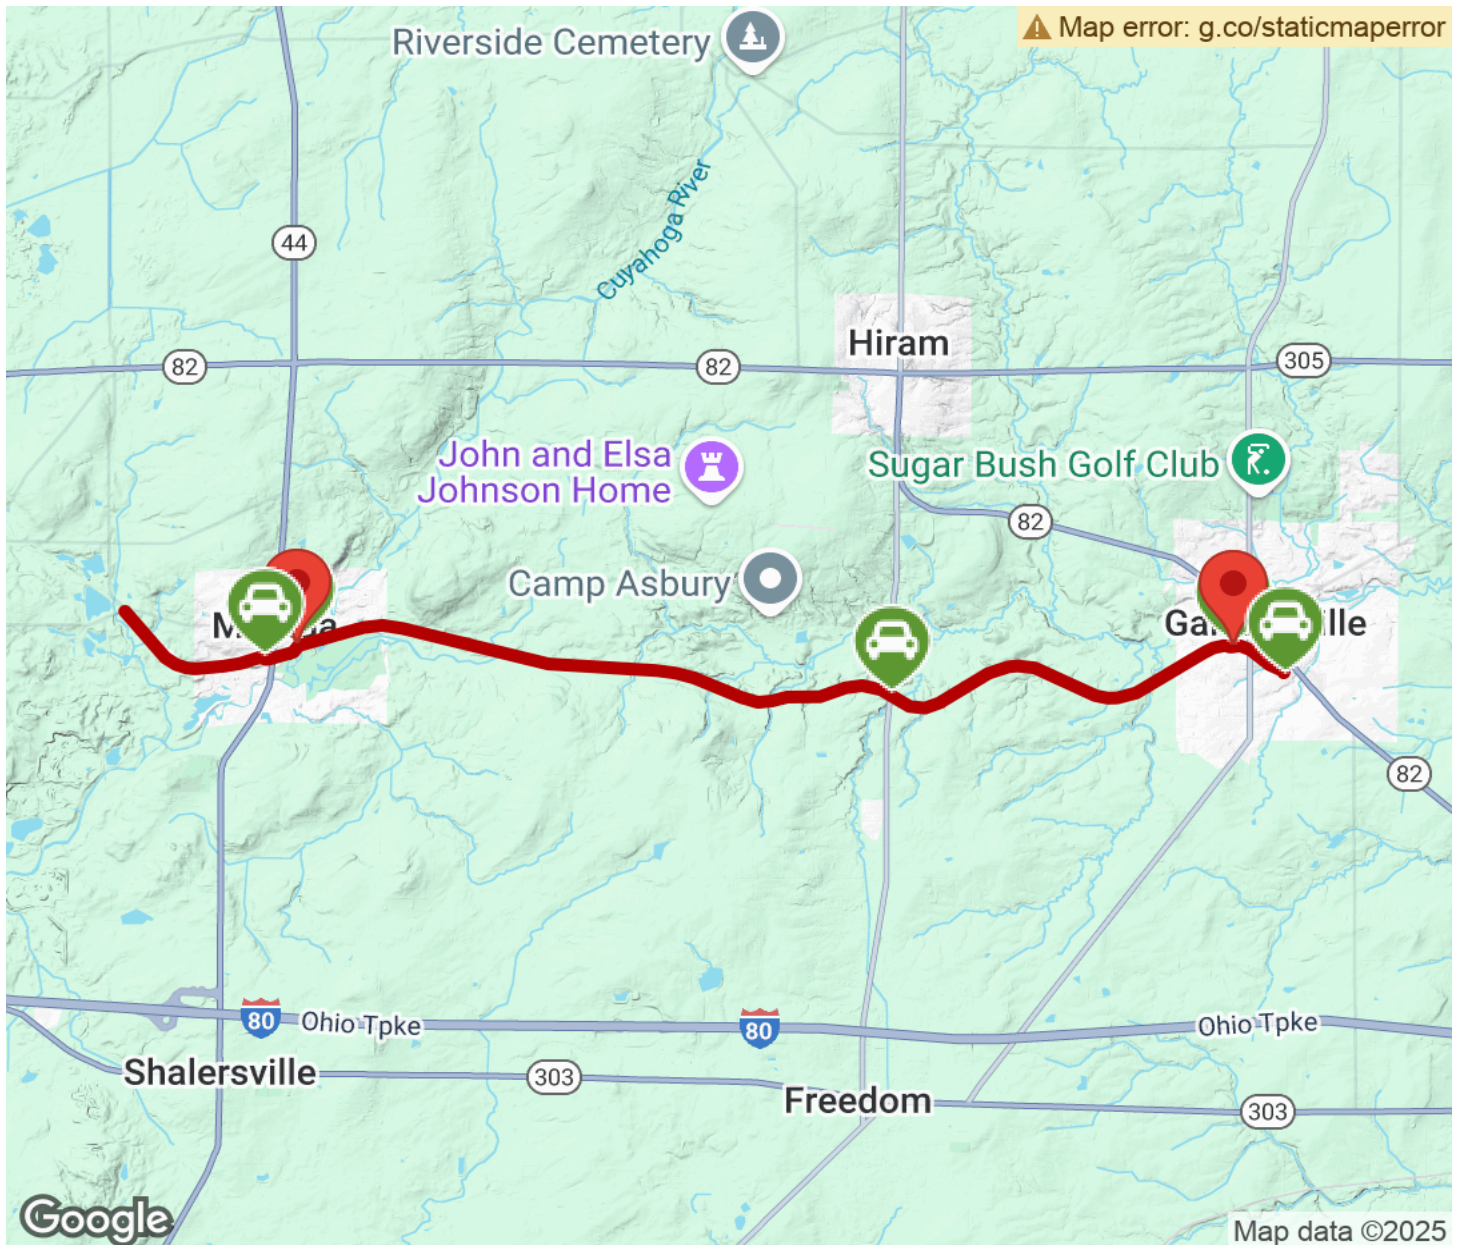 Riverside Cemetery
Map error: g.co/staticmaperror
Cuyahoga River
44
Hiram
82
82
305
John and Elsa
Johnson Home
Sugar Bush Golf Club
82
Camp Asbury
82
80
Ohio Tpke
80
Ohio Tpke
Shalersville
303
Freedom
303
Google
Map data ©2025